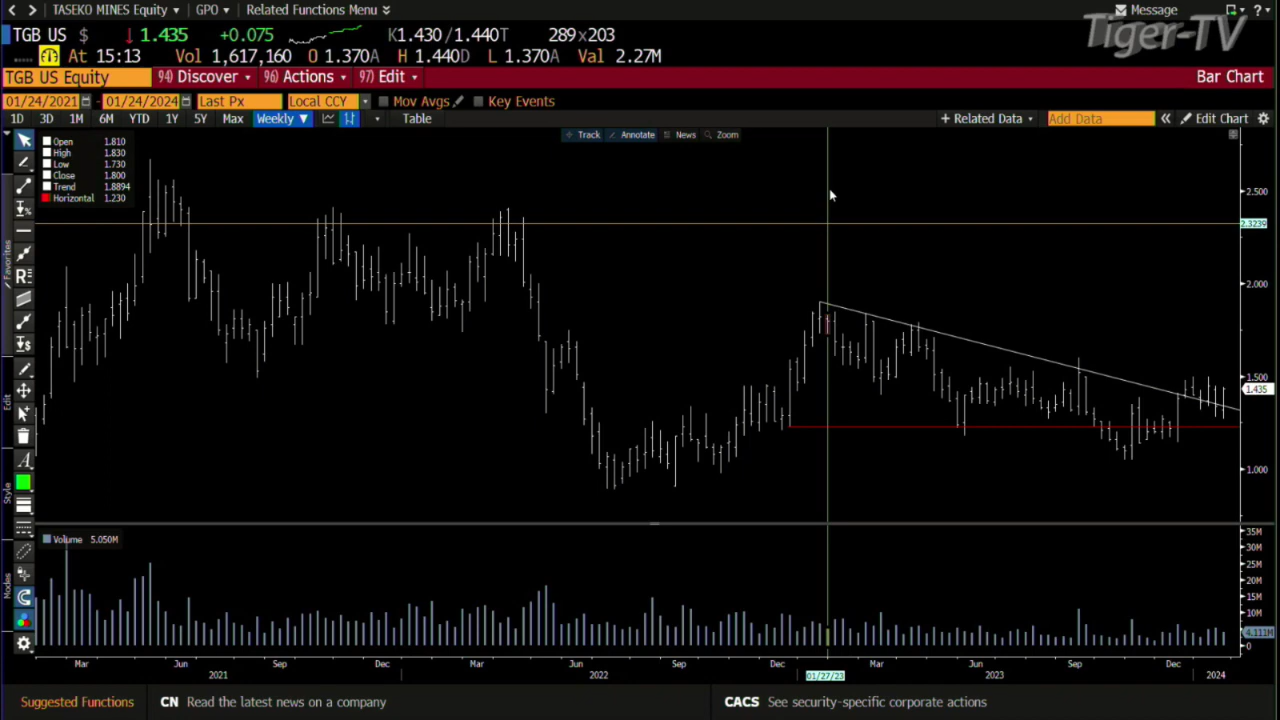 TASEKO MINES Equity GPO Related Functions Menu Message
Tiger-TV
TGB US $ 1.435 +0.075 K1.430/1.440T 289x203
At 15:13 Vol 1,617,160 O 1.370A H 1.440D L 1.370A Val 2.27M
TGB US Equity 94) Discover 96) Actions 97) Edit Bar Chart
01/24/2021 - 01/24/2024 Last Px Local CCY Mov Avgs Key Events
1D 3D 1M 6M YTD 1Y 5Y Max Weekly ▼ Table + Related Data Add Data « Edit Chart
Track Annotate News Zoom
Open 1.810
High 1.830
Low 1.730
Close 1.800
Trend 1.8894
Horizontal 1.230
Favorites
Edit
Style
Modes
2.500
2.3239
2.000
1.500
1.435
1.000
Volume 5.050M
35M
30M
25M
20M
15M
10M
4.111M
0
Mar Jun Sep Dec Mar Jun Sep Dec Mar Jun Sep Dec
2021 2022 01/27/23 2023 2024
Suggested Functions CN Read the latest news on a company CACS See security-specific corporate actions